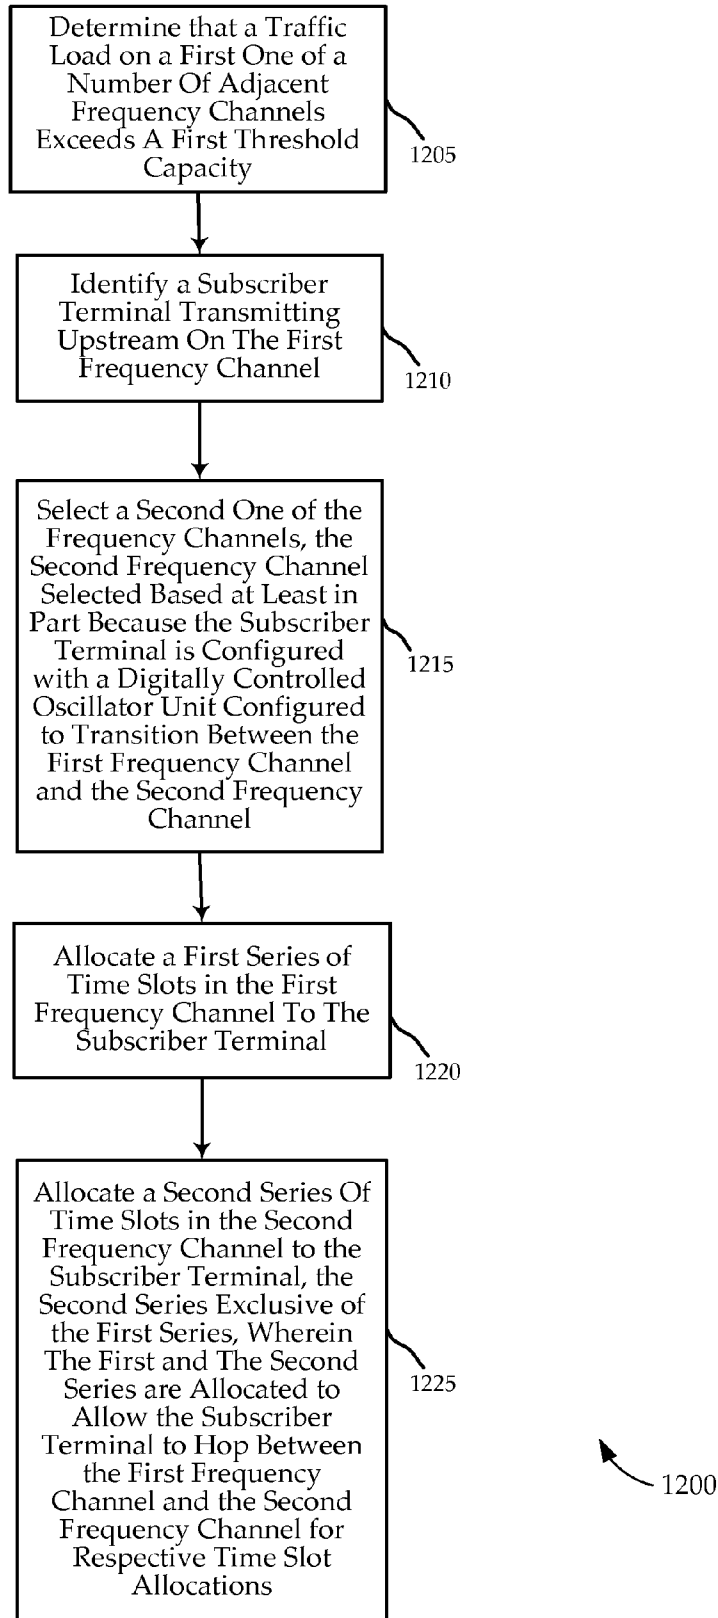 Determine that a Traffic
Load on a First One of a
Number Of Adjacent
Frequency Channels
Exceeds A First Threshold
Capacity
1205
Identify a Subscriber
Terminal Transmitting
Upstream On The First
Frequency Channel
1210
Select a Second One of the
Frequency Channels, the
Second Frequency Channel
Selected Based at Least in
Part Because the Subscriber
Terminal is Configured
with a Digitally Controlled
Oscillator Unit Configured
to Transition Between the
First Frequency Channel
and the Second Frequency
Channel
1215
Allocate a First Series of
Time Slots in the First
Frequency Channel To The
Subscriber Terminal
1220
Allocate a Second Series Of
Time Slots in the Second
Frequency Channel to the
Subscriber Terminal, the
Second Series Exclusive of
the First Series, Wherein
The First and The Second
Series are Allocated to
Allow the Subscriber
Terminal to Hop Between
the First Frequency
Channel and the Second
Frequency Channel for
Respective Time Slot
Allocations
1225
1200